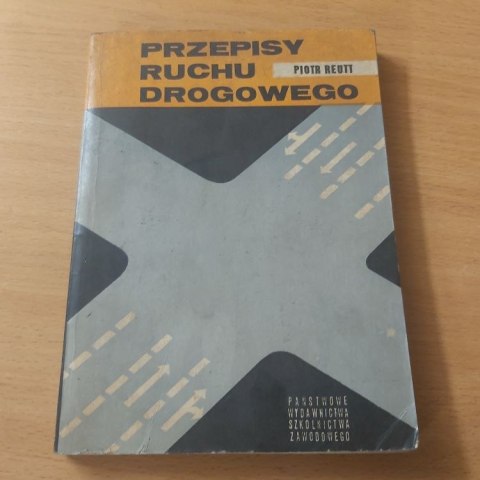 PRZEPISY
RUCHU PIOTR REUTT
DROGOWEGO
PAŃSTWOWE
WYDAWNICTWA
SZKOLNICTWA
ZAWODOWEGO